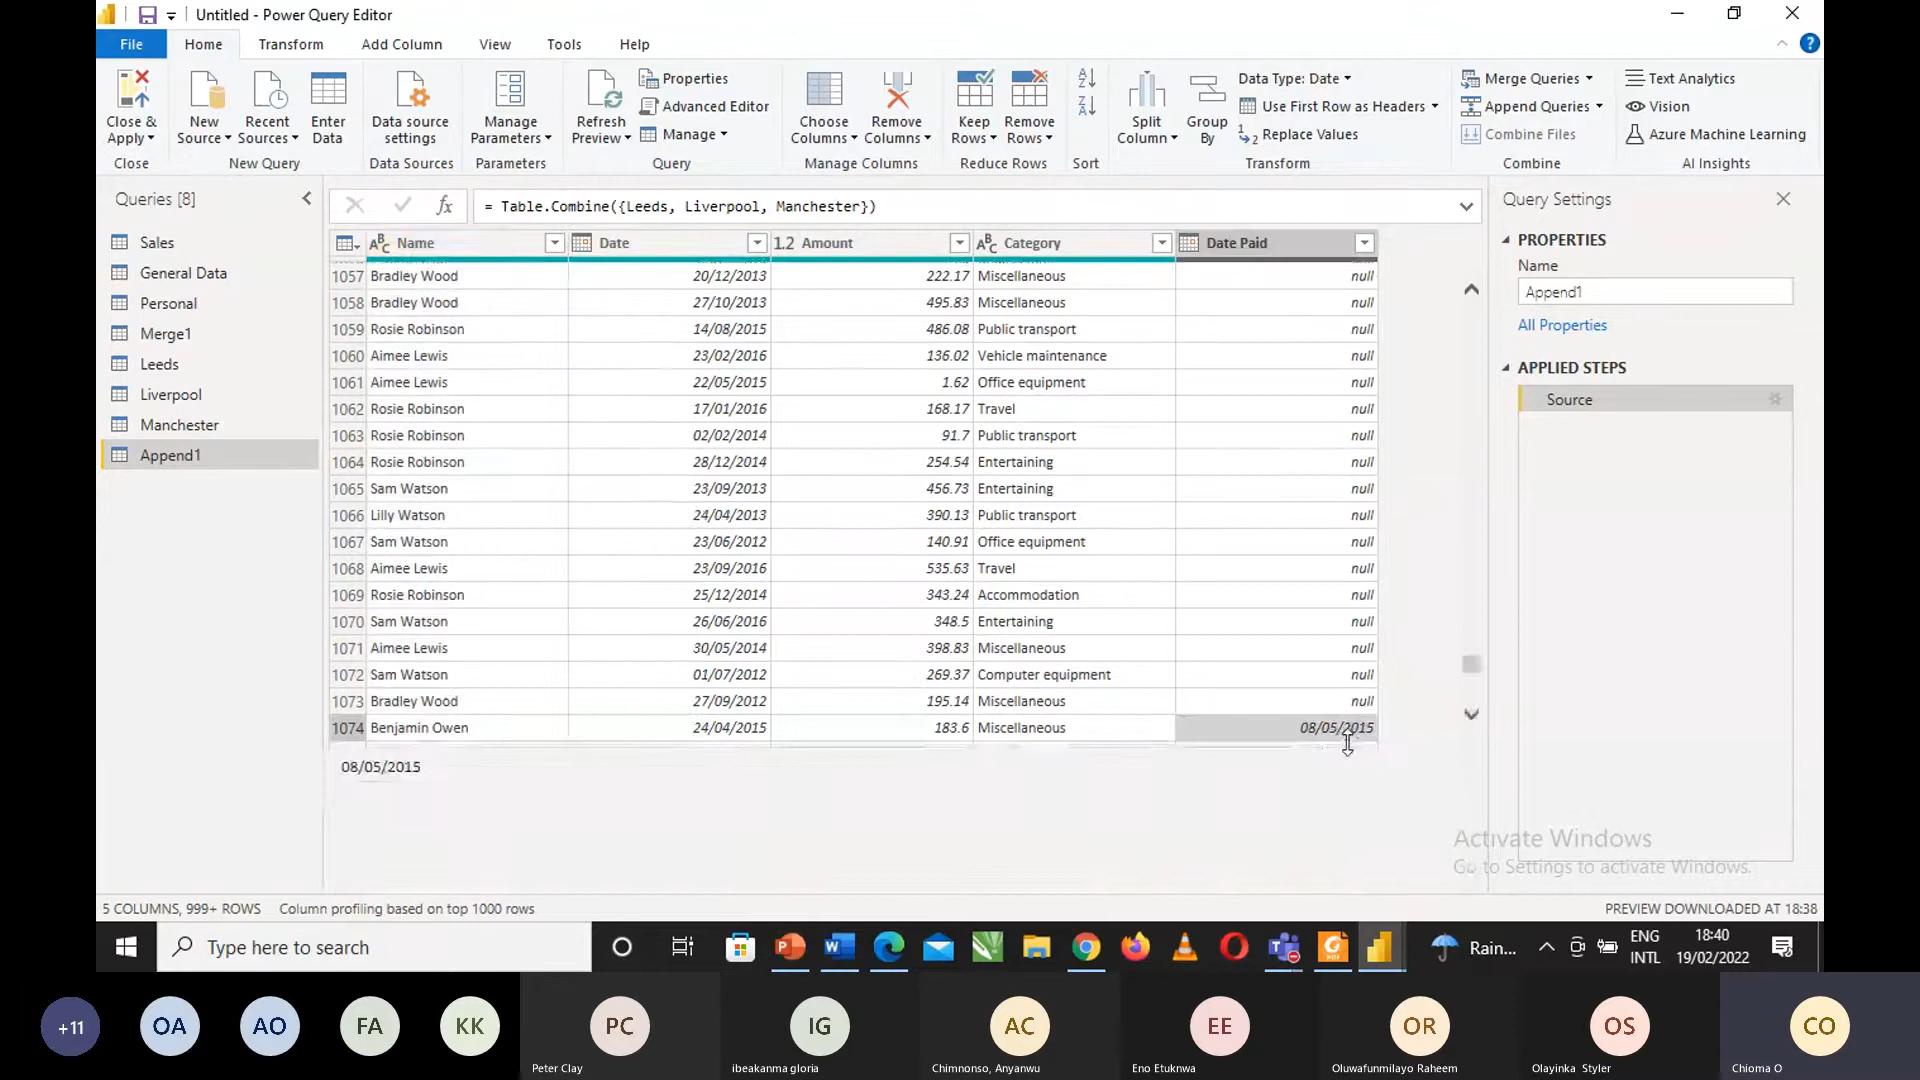 Untitled - Power Query Editor
File Home Transform Add Column View Tools Help
Close & Apply
Close
New Source
Recent Sources
Enter Data
New Query
Data source settings
Data Sources
Manage Parameters
Parameters
Refresh Preview
Properties
Advanced Editor
Manage
Query
Choose Columns
Remove Columns
Manage Columns
Keep Rows
Remove Rows
Reduce Rows
Sort
Split Column
Group By
Data Type: Date
Use First Row as Headers
Replace Values
Transform
Merge Queries
Append Queries
Combine Files
Combine
Text Analytics
Vision
Azure Machine Learning
AI Insights
Queries [8]
Sales
General Data
Personal
Merge1
Leeds
Liverpool
Manchester
Append1
fx = Table.Combine({Leeds, Liverpool, Manchester})
ABC Name Date 1.2 Amount ABC Category Date Paid
1057 Bradley Wood 20/12/2013 222.17 Miscellaneous null
1058 Bradley Wood 27/10/2013 495.83 Miscellaneous null
1059 Rosie Robinson 14/08/2015 486.08 Public transport null
1060 Aimee Lewis 23/02/2016 136.02 Vehicle maintenance null
1061 Aimee Lewis 22/05/2015 1.62 Office equipment null
1062 Rosie Robinson 17/01/2016 168.17 Travel null
1063 Rosie Robinson 02/02/2014 91.7 Public transport null
1064 Rosie Robinson 28/12/2014 254.54 Entertaining null
1065 Sam Watson 23/09/2013 456.73 Entertaining null
1066 Lilly Watson 24/04/2013 390.13 Public transport null
1067 Sam Watson 23/06/2012 140.91 Office equipment null
1068 Aimee Lewis 23/09/2016 535.63 Travel null
1069 Rosie Robinson 25/12/2014 343.24 Accommodation null
1070 Sam Watson 26/06/2016 348.5 Entertaining null
1071 Aimee Lewis 30/05/2014 398.83 Miscellaneous null
1072 Sam Watson 01/07/2012 269.37 Computer equipment null
1073 Bradley Wood 27/09/2012 195.14 Miscellaneous null
1074 Benjamin Owen 24/04/2015 183.6 Miscellaneous 08/05/2015
08/05/2015
Query Settings
PROPERTIES
Name
Append1
All Properties
APPLIED STEPS
Source
Activate Windows
Go to Settings to activate Windows.
5 COLUMNS, 999+ ROWS Column profiling based on top 1000 rows
PREVIEW DOWNLOADED AT 18:38
Type here to search
Rain...
ENG
INTL
18:40
19/02/2022
+11 OA AO FA KK PC IG AC EE OR OS CO
Peter Clay ibeakanma gloria Chimnonso, Anyanwu Eno Etuknwa Oluwafunmilayo Raheem Olayinka Styler Chioma O